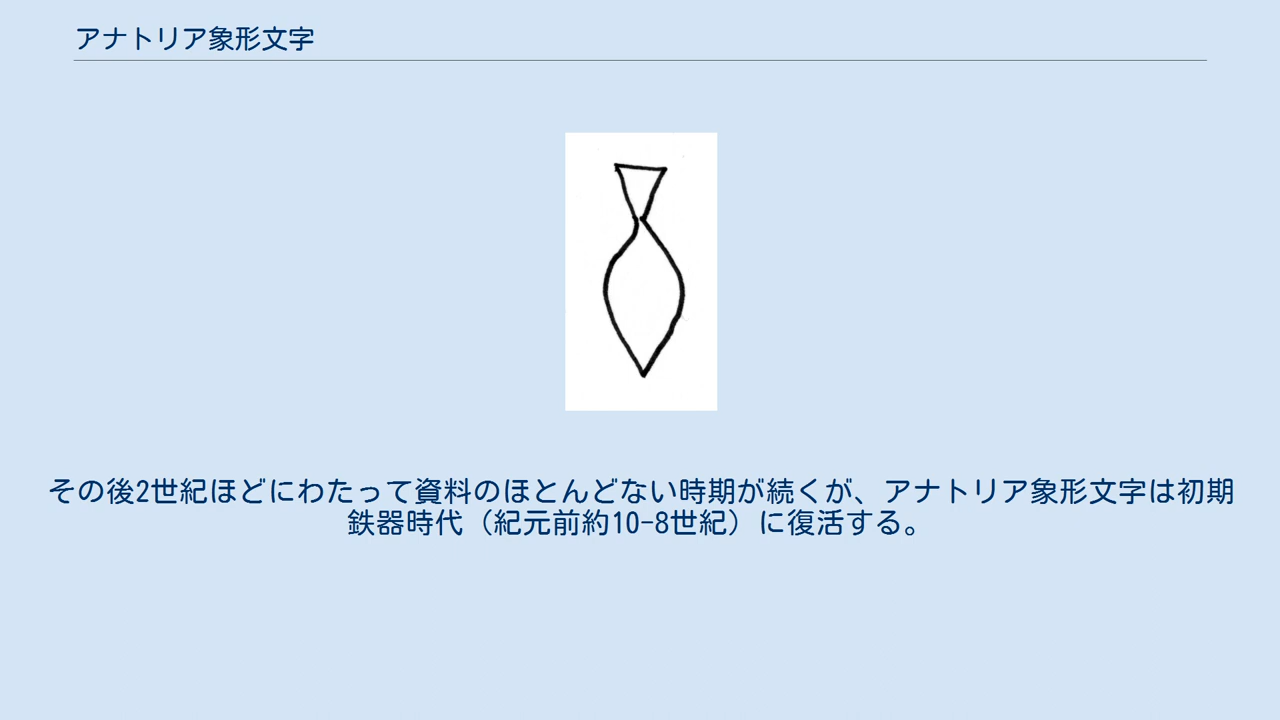 アナトリア象形文字
その後2世紀ほどにわたって資料のほとんどない時期が続くが、アナトリア象形文字は初期
鉄器時代（紀元前約10-8世紀）に復活する。